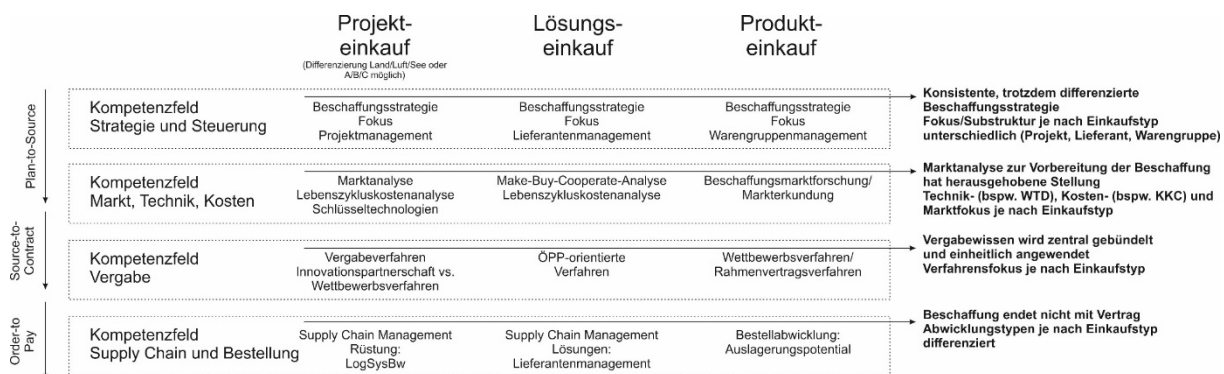 Projekt-
einkauf
(Differenzierung Land/Luft/See oder
A/B/C möglich)
Lösungs-
einkauf
Produkt-
einkauf
Plan-to-Source
Kompetenzfeld
Strategie und Steuerung
Beschaffungsstrategie
Fokus
Projektmanagement
Beschaffungsstrategie
Fokus
Lieferantenmanagement
Beschaffungsstrategie
Fokus
Warengruppenmanagement
Konsistente, trotzdem differenzierte
Beschaffungsstrategie
Fokus/Substruktur je nach Einkaufstyp
unterschiedlich (Projekt, Lieferant, Warengruppe)
Kompetenzfeld
Markt, Technik, Kosten
Marktanalyse
Lebenszykluskostenanalyse
Schlüsseltechnologien
Make-Buy-Cooperate-Analyse
Lebenszykluskostenanalyse
Beschaffungsmarktforschung/
Markterkundung
Marktanalyse zur Vorbereitung der Beschaffung
hat herausgehobene Stellung
Technik- (bspw. WTD), Kosten- (bspw. KKC) und
Marktfokus je nach Einkaufstyp
Source-to-
Contract
Kompetenzfeld
Vergabe
Vergabeverfahren
Innovationspartnerschaft vs.
Wettbewerbsverfahren
ÖPP-orientierte
Verfahren
Wettbewerbsverfahren/
Rahmenvertragsverfahren
Vergabewissen wird zentral gebündelt
und einheitlich angewendet
Verfahrensfokus je nach Einkaufstyp
Order-to
Pay
Kompetenzfeld
Supply Chain und Bestellung
Supply Chain Management
Rüstung:
LogSysBw
Supply Chain Management
Lösungen:
Lieferantenmanagement
Bestellabwicklung:
Auslagerungspotential
Beschaffung endet nicht mit Vertrag
Abwicklungstypen je nach Einkaufstyp
differenziert